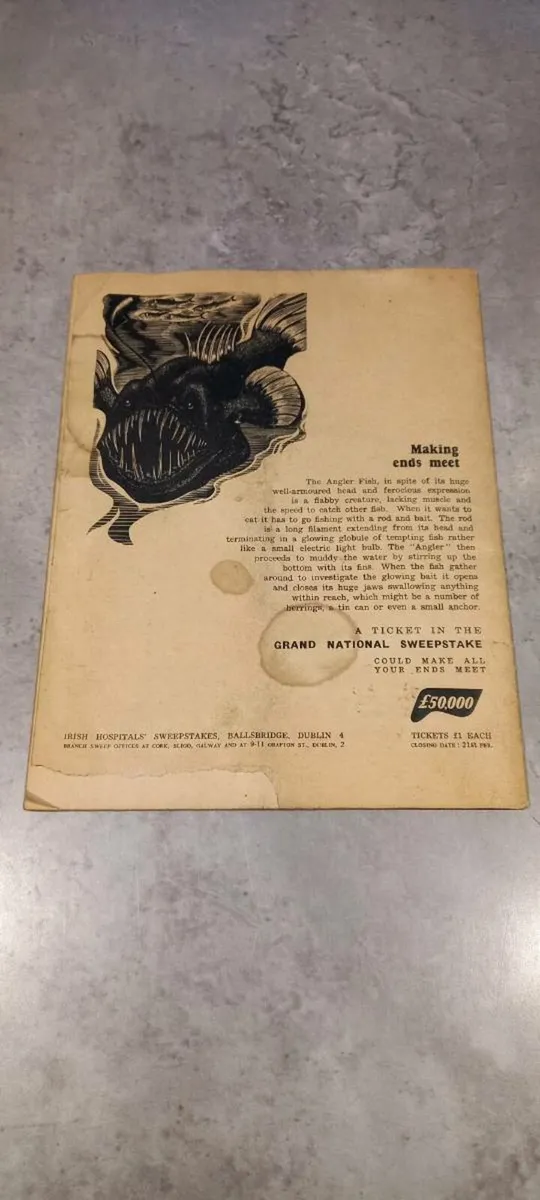 Making
ends meet
The Angler Fish, in spite of its huge
well-armoured head and ferocious expression
is a flabby creature, lacking muscle and
the speed to catch other fish. When it wants to
eat it has to go fishing with a rod and bait. The rod
is a long filament extending from its head and
terminating in a glowing globule of tempting fish rather
like a small electric light bulb. The "Angler" then
proceeds to muddy the water by stirring up the
bottom with its fins. When the fish gather
around to investigate the glowing bait it opens
and closes its huge jaws swallowing anything
within reach, which might be a number of
herrings, a tin can or even a small anchor.
A TICKET IN THE
GRAND NATIONAL SWEEPSTAKE
COULD MAKE ALL
YOUR ENDS MEET
£50,000
IRISH HOSPITALS' SWEEPSTAKES, BALLSBRIDGE, DUBLIN 4
BRANCH SWEEP OFFICES AT CORK, SLIGO, GALWAY AND AT 9-11 GRAFTON ST., DUBLIN, 2
TICKETS £1 EACH
CLOSING DATE : 21st FEB.